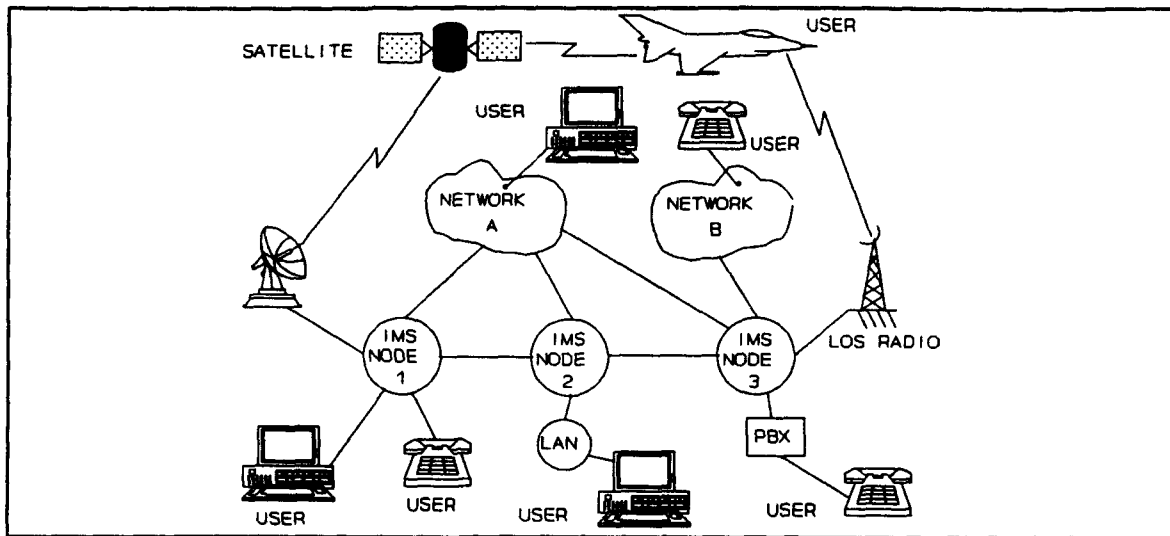 USER
SATELLITE
USER
USER
NETWORK
A
NETWORK
B
IMS
NODE
1
IMS
NODE
2
IMS
NODE
3
LOS RADIO
LAN
PBX
USER
USER
USER
USER